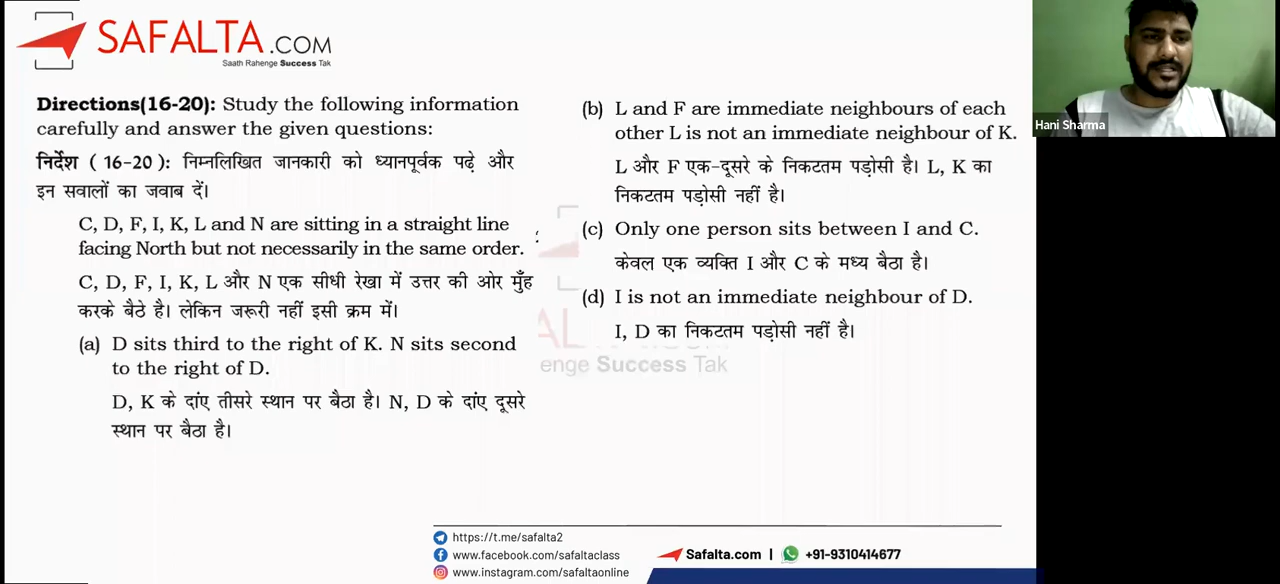 SAFALTA.COM
Saath Rahenge Success Tak
Directions(16-20): Study the following information
carefully and answer the given questions:
निर्देश ( 16-20 ): निम्नलिखित जानकारी को ध्यानपूर्वक पढ़े और
इन सवालों का जवाब दें।
C, D, F, I, K, L and N are sitting in a straight line
facing North but not necessarily in the same order.
C, D, F, I, K, L और N एक सीधी रेखा में उत्तर की ओर मुँह
करके बैठे है। लेकिन जरूरी नहीं इसी क्रम में।
(a) D sits third to the right of K. N sits second
to the right of D.
D, K के दांए तीसरे स्थान पर बैठा है। N, D के दांए दूसरे
स्थान पर बैठा है।
(b) L and F are immediate neighbours of each
other L is not an immediate neighbour of K.
L और F एक-दूसरे के निकटतम पड़ोसी है। L, K का
निकटतम पड़ोसी नहीं है।
(c) Only one person sits between I and C.
केवल एक व्यक्ति I और C के मध्य बैठा है।
(d) I is not an immediate neighbour of D.
I, D का निकटतम पड़ोसी नहीं है।
enge Success Tak
https://t.me/safalta2
www.facebook.com/safaltaclass
www.instagram.com/safaltaonline
Safalta.com | +91-9310414677
Hani Sharma